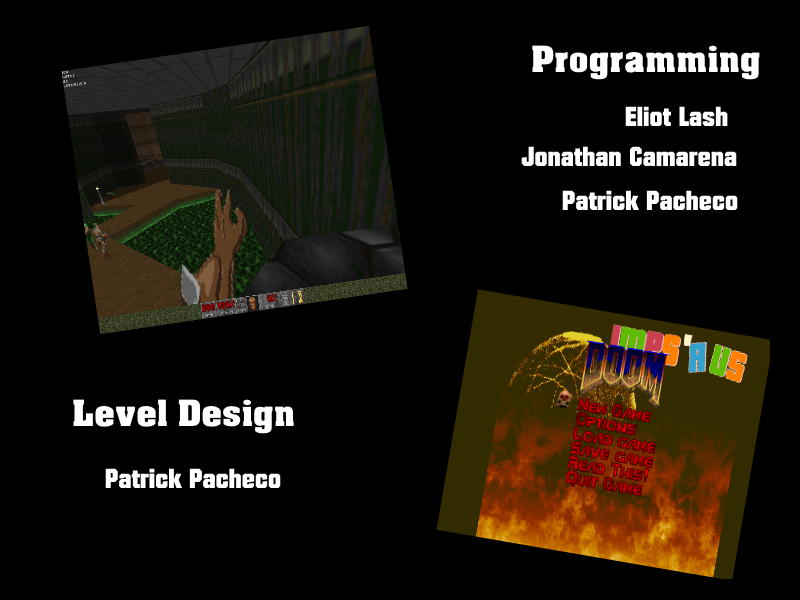 Programming
Eliot Lash
Jonathan Camarena
Patrick Pacheco
IMPS 'R US
DOOM
New Game
Options
Load Game
Save Game
Read This!
Quit Game
Level Design
Patrick Pacheco